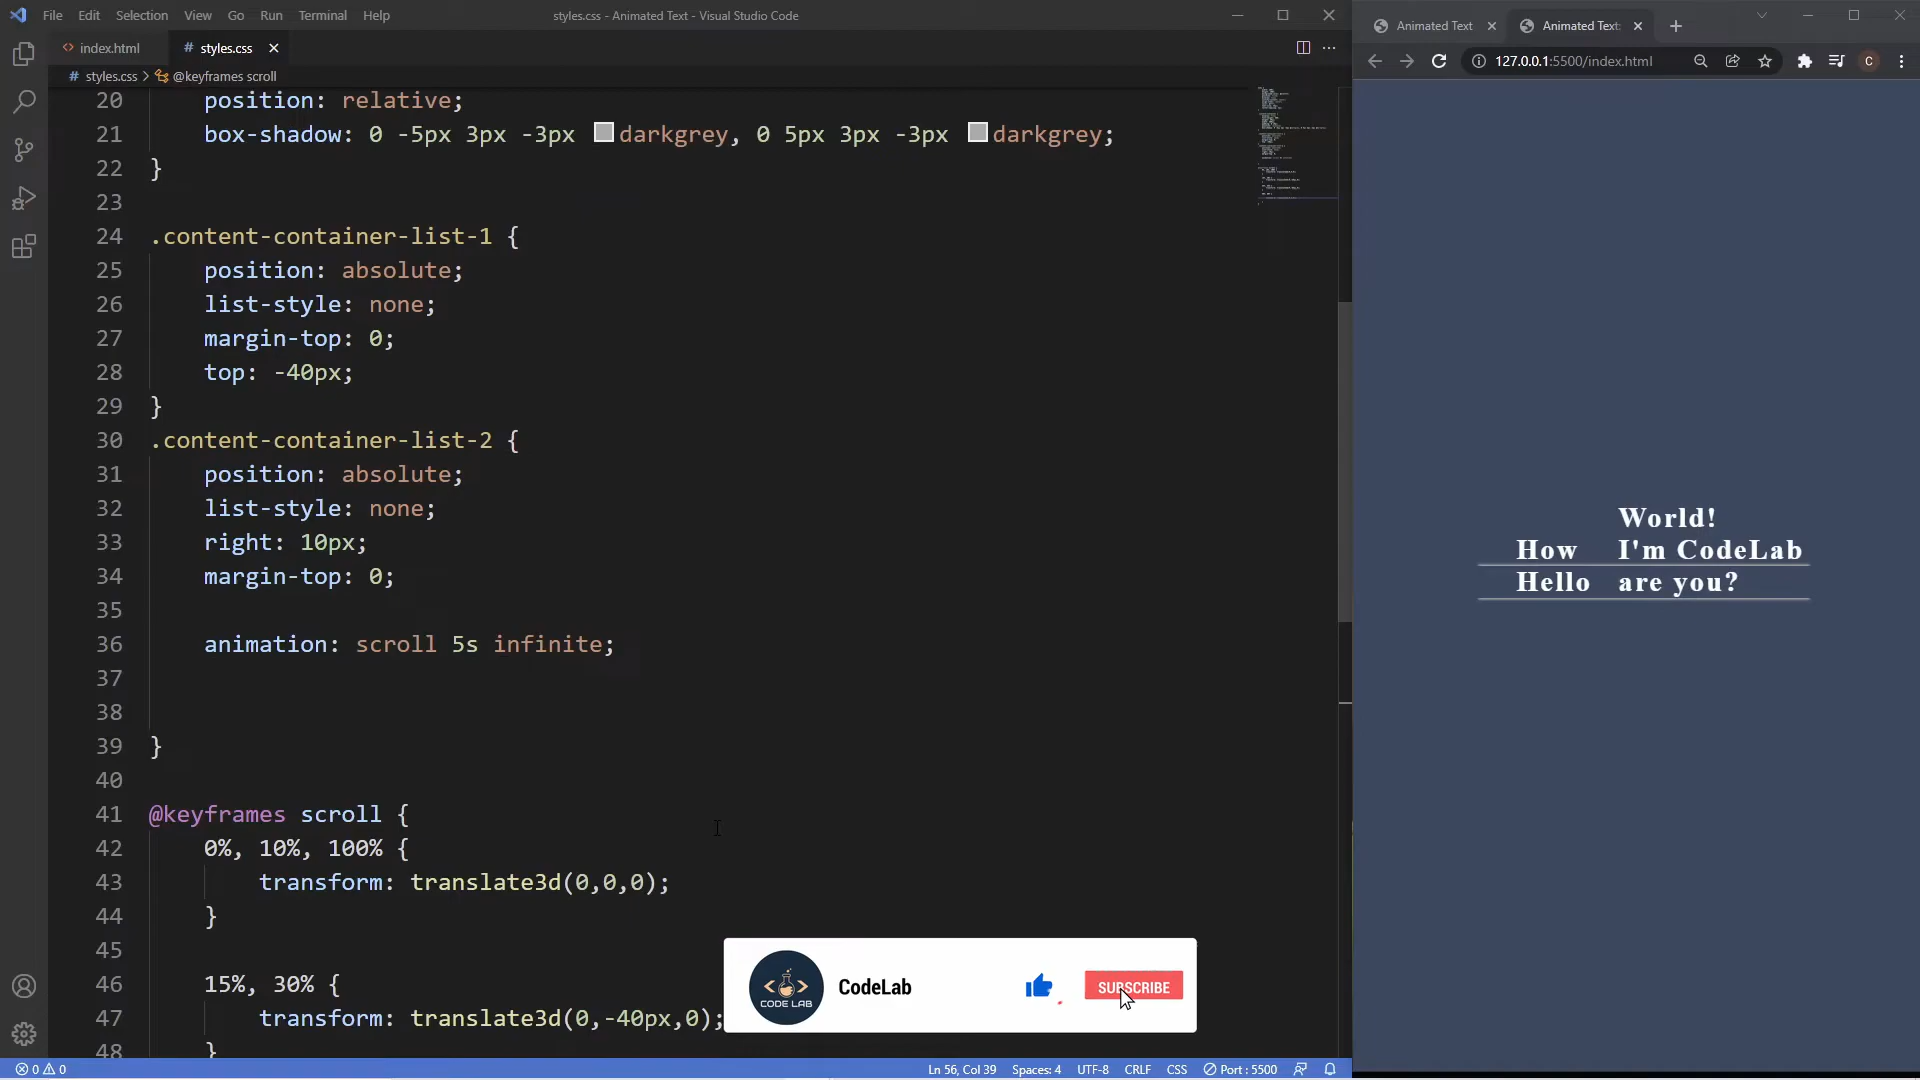 File Edit Selection View Go Run Terminal Help
styles.css - Animated Text - Visual Studio Code
index.html
# styles.css
# styles.css > @keyframes scroll
20 position: relative;
21 box-shadow: 0 -5px 3px -3px darkgrey, 0 5px 3px -3px darkgrey;
22 }
23
24 .content-container-list-1 {
25 position: absolute;
26 list-style: none;
27 margin-top: 0;
28 top: -40px;
29 }
30 .content-container-list-2 {
31 position: absolute;
32 list-style: none;
33 right: 10px;
34 margin-top: 0;
35
36 animation: scroll 5s infinite;
37
38
39 }
40
41 @keyframes scroll {
42 0%, 10%, 100% {
43 transform: translate3d(0,0,0);
44 }
45
46 15%, 30% {
47 transform: translate3d(0,-40px,0);
48 }
CODE LAB
CodeLab
SUBSCRIBE
0 0
Ln 56, Col 39
Spaces: 4
UTF-8
CRLF
CSS
Port : 5500
Animated Text
Animated Text
127.0.0.1:5500/index.html
C
World!
How I'm CodeLab
Hello are you?